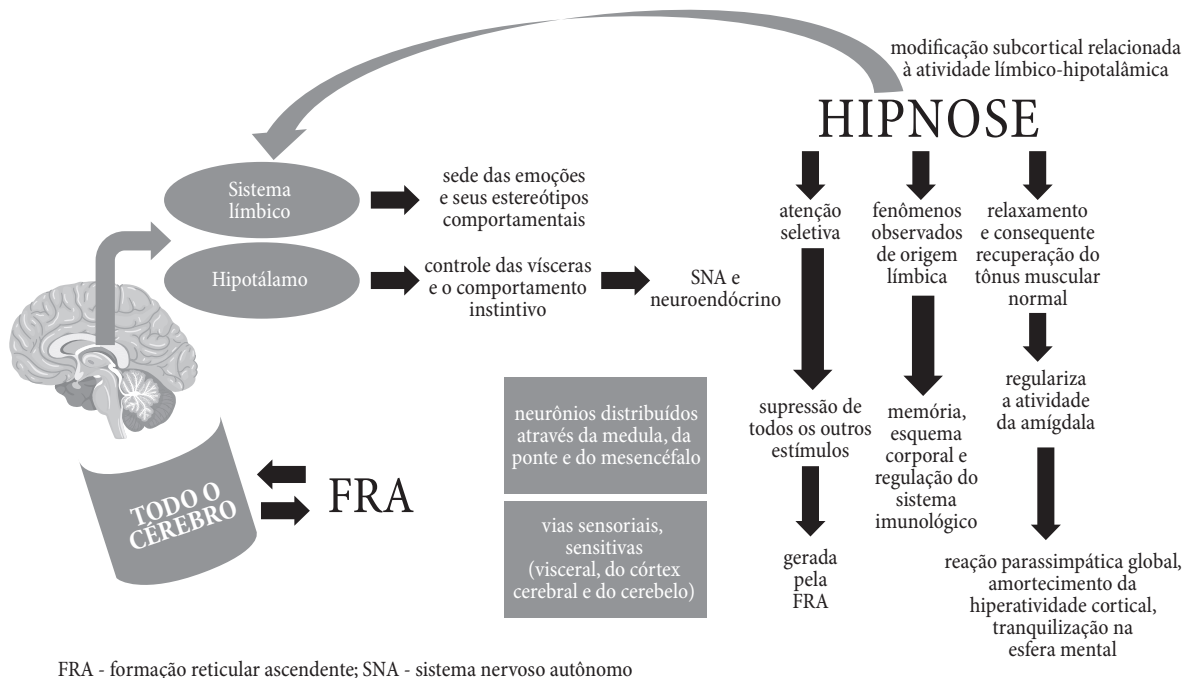 modificação subcortical relacionada
à atividade límbico-hipotalâmica
HIPNOSE
Sistema
límbico
sede das emoções
e seus estereótipos
comportamentais
Hipotálamo
controle das vísceras
e o comportamento
instintivo
SNA e
neuroendócrino
atenção
seletiva
supressão de
todos os outros
estímulos
gerada
pela
FRA
fenômenos
observados
de origem
límbica
memória,
esquema
corporal e
regulação do
sistema
imunológico
relaxamento
e consequente
recuperação do
tônus muscular
normal
regulariza
a atividade
da amígdala
reação parassimpática global,
amortecimento da
hiperatividade cortical,
tranquilização na
esfera mental
neurônios distribuídos
através da medula, da
ponte e do mesencéfalo
vias sensoriais,
sensitivas
(visceral, do córtex
cerebral e do cerebelo)
TODO O
CÉREBRO
FRA
FRA - formação reticular ascendente; SNA - sistema nervoso autônomo